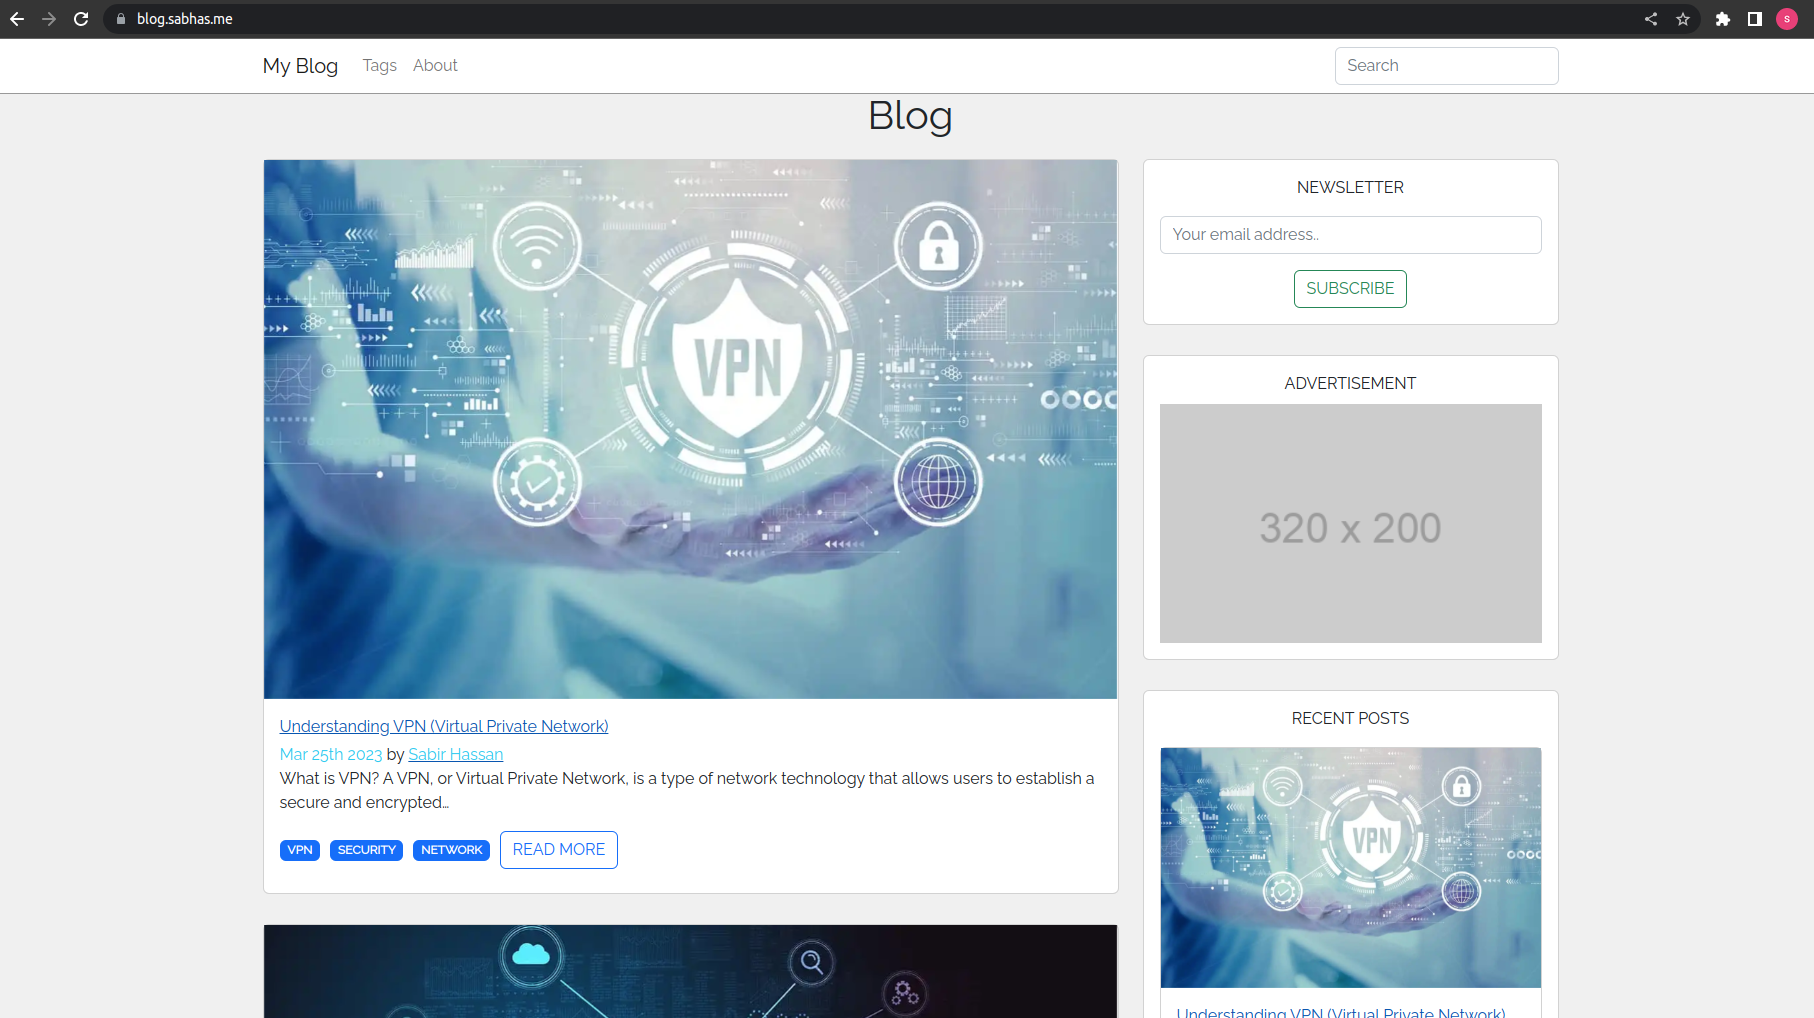 blog.sabhas.me
S
My Blog
Tags
About
Search
Blog
VPN
Understanding VPN (Virtual Private Network)
Mar 25th 2023 by Sabir Hassan
What is VPN? A VPN, or Virtual Private Network, is a type of network technology that allows users to establish a
secure and encrypted…
VPN
SECURITY
NETWORK
READ MORE
NEWSLETTER
Your email address..
SUBSCRIBE
ADVERTISEMENT
320 x 200
RECENT POSTS
VPN
Understanding VPN (Virtual Private Network)